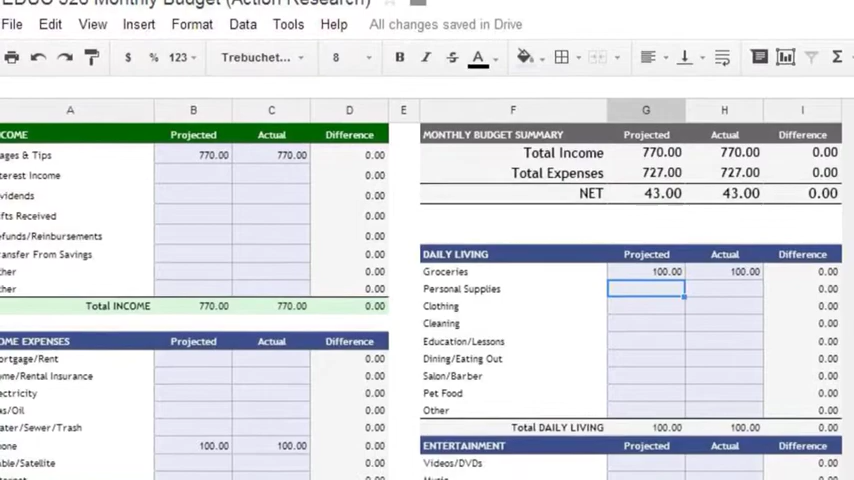 EDUC 526 Monthly Budget (Action Research)
File Edit View Insert Format Data Tools Help All changes saved in Drive
$ % 123 Trebuchet... 8 B I S A Σ
A B C D E F G H I
COME Projected Actual Difference MONTHLY BUDGET SUMMARY Projected Actual Difference
ages & Tips 770.00 770.00 0.00 Total Income 770.00 770.00 0.00
terest Income 0.00 Total Expenses 727.00 727.00 0.00
vidends 0.00 NET 43.00 43.00 0.00
fts Received 0.00
funds/Reimbursements 0.00
ransfer From Savings 0.00 DAILY LIVING Projected Actual Difference
ther 0.00 Groceries 100.00 100.00 0.00
ther 0.00 Personal Supplies 0.00
Total INCOME 770.00 770.00 0.00 Clothing 0.00
Cleaning 0.00
OME EXPENSES Projected Actual Difference Education/Lessons 0.00
ortgage/Rent 0.00 Dining/Eating Out 0.00
ome/Rental Insurance 0.00 Salon/Barber 0.00
ectricity 0.00 Pet Food 0.00
as/Oil 0.00 Other 0.00
ater/Sewer/Trash 0.00 Total DAILY LIVING 100.00 100.00 0.00
one 100.00 100.00 0.00 ENTERTAINMENT Projected Actual Difference
able/Satellite 0.00 Videos/DVDs 0.00